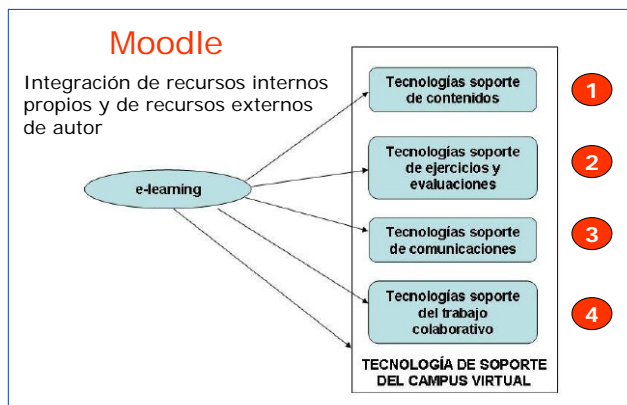 Moodle
Integración de recursos internos
propios y de recursos externos
de autor
e-learning
Tecnologías soporte
de contenidos
1
Tecnologías soporte
de ejercicios y
evaluaciones
2
Tecnologías soporte
de comunicaciones
3
Tecnologías soporte
del trabajo
colaborativo
4
TECNOLOGÍA DE SOPORTE
DEL CAMPUS VIRTUAL